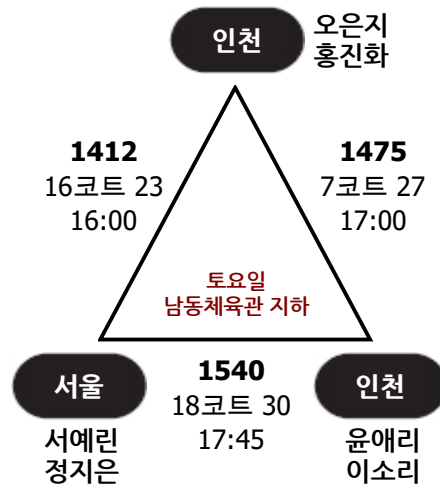 인천
오은지
홍진화
1412
16코트 23
16:00
1475
7코트 27
17:00
토요일
남동체육관 지하
서울
서예린
정지은
1540
18코트 30
17:45
인천
윤애리
이소리